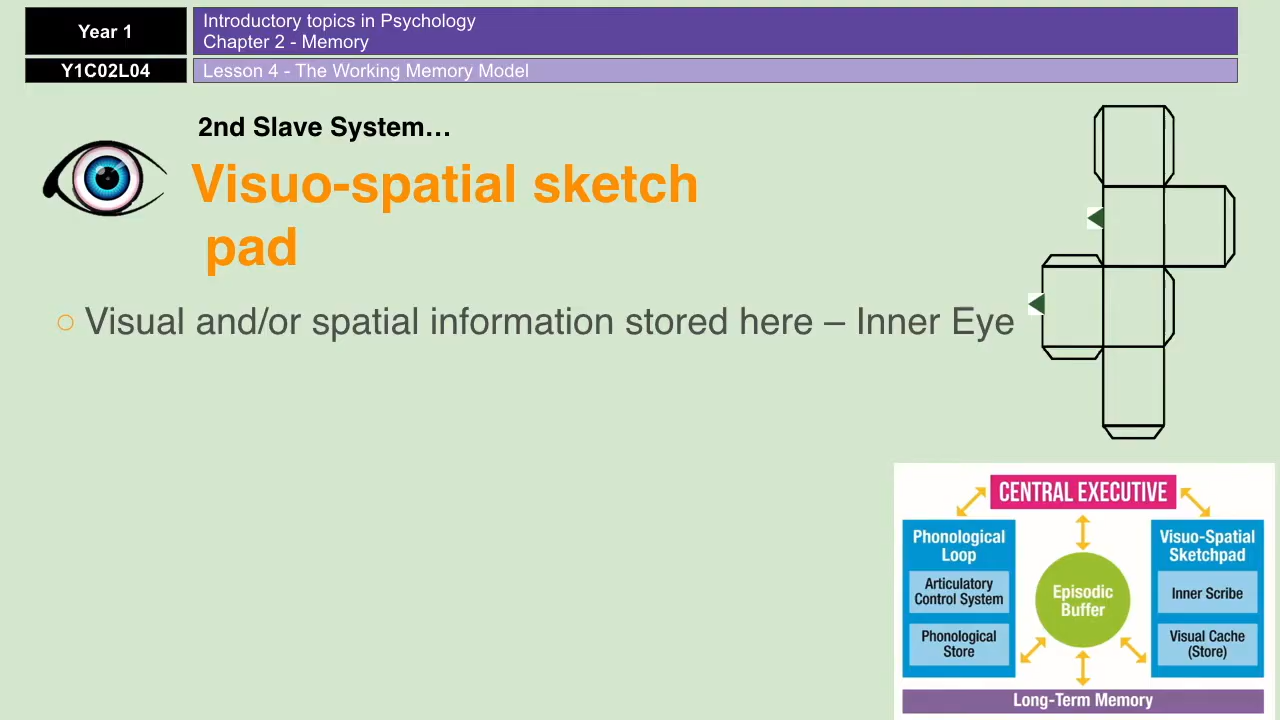 Year 1
Introductory topics in Psychology
Chapter 2 - Memory
Y1C02L04
Lesson 4 - The Working Memory Model
2nd Slave System…
Visuo-spatial sketch
pad
○ Visual and/or spatial information stored here – Inner Eye
CENTRAL EXECUTIVE
Phonological
Loop
Articulatory
Control System
Phonological
Store
Episodic
Buffer
Visuo-Spatial
Sketchpad
Inner Scribe
Visual Cache
(Store)
Long-Term Memory